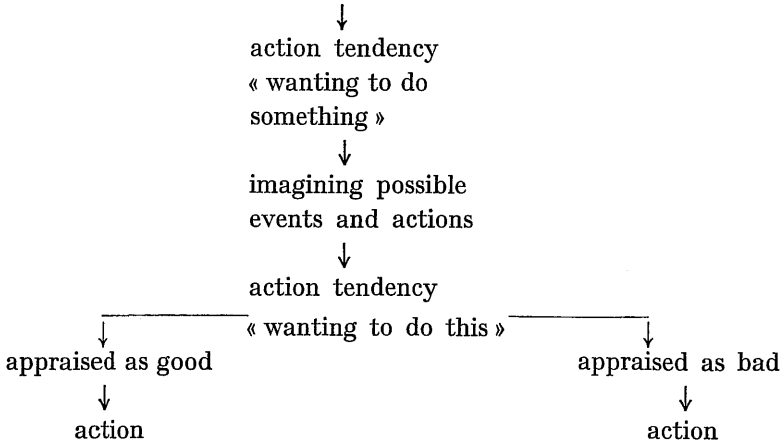 action tendency
« wanting to do
something »
imagining possible
events and actions
action tendency
« wanting to do this »
appraised as good
appraised as bad
action
action